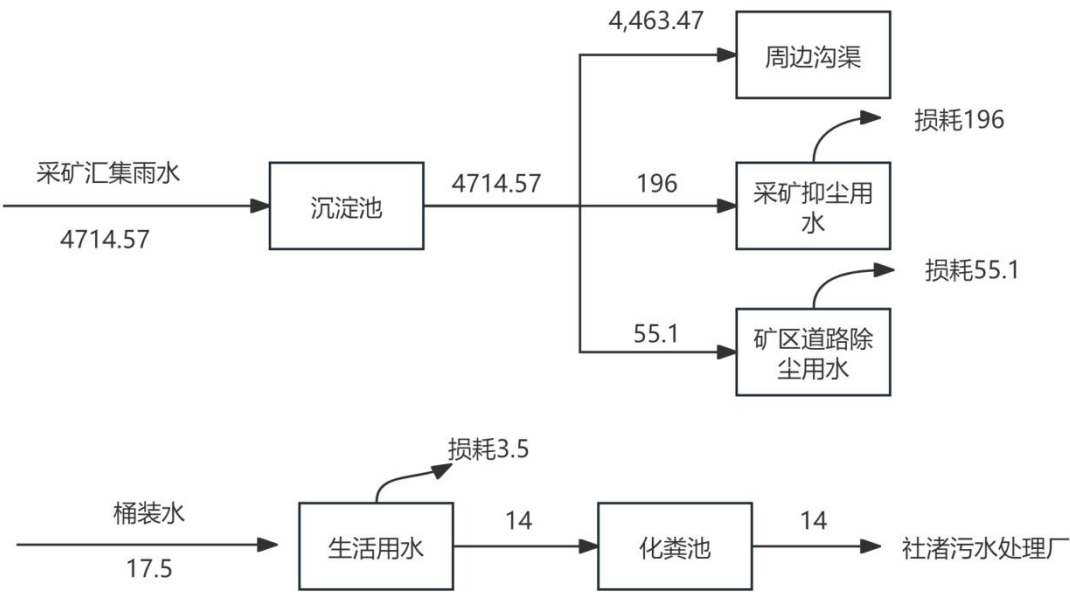 4,463.47
周边沟渠
损耗196
采矿汇集雨水
4714.57
沉淀池
4714.57
196
采矿抑尘用
水
损耗55.1
55.1
矿区道路除
尘用水
损耗3.5
桶装水
17.5
生活用水
14
化粪池
14
社渚污水处理厂